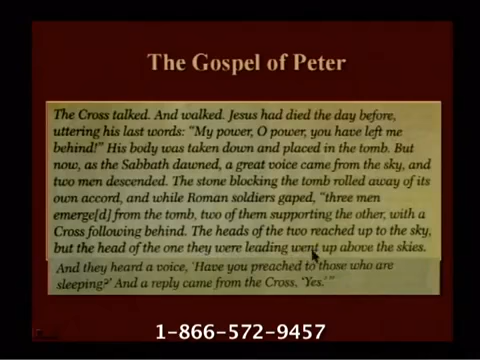 The Gospel of Peter
The Cross talked. And walked. Jesus had died the day before,
uttering his last words: "My power, O power, you have left me
behind!" His body was taken down and placed in the tomb. But
now, as the Sabbath dawned, a great voice came from the sky, and
two men descended. The stone blocking the tomb rolled away of its
own accord, and while Roman soldiers gaped, "three men
emerge[d] from the tomb, two of them supporting the other, with a
Cross following behind. The heads of the two reached up to the sky,
but the head of the one they were leading went up above the skies.
And they heard a voice, 'Have you preached to those who are
sleeping?' And a reply came from the Cross, 'Yes.'"
1-866-572-9457